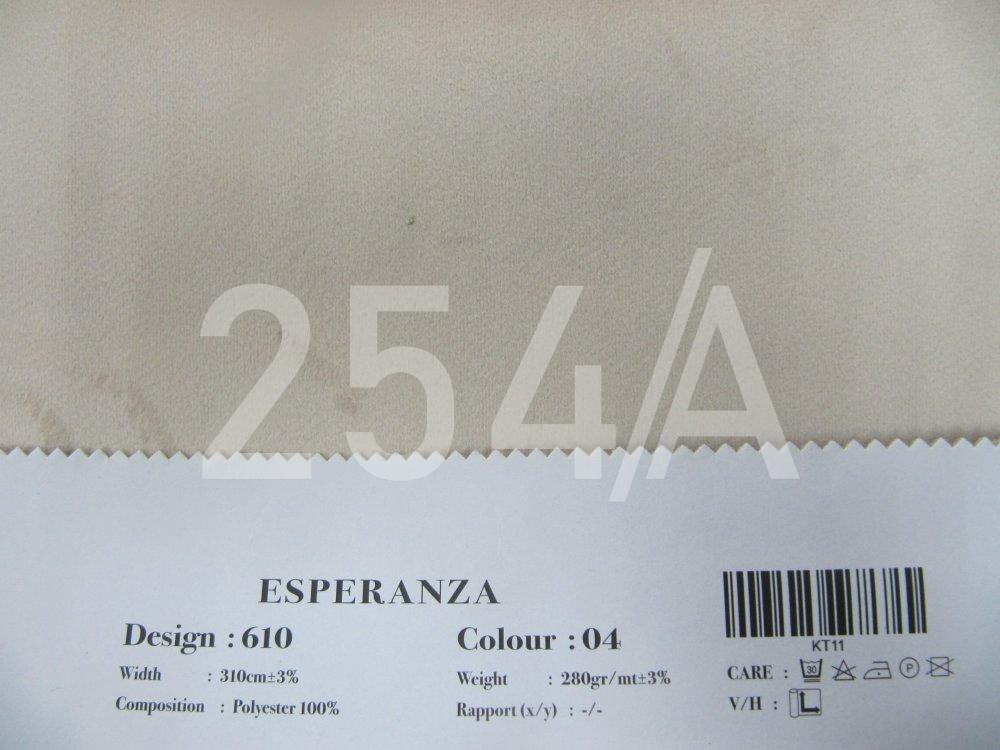 254/A
ESPERANZA
Design : 610
Colour : 04
Width : 310cm±3%
Weight : 280gr/mt±3%
Composition : Polyester 100%
Rapport (x/y) : -/-
KT11
CARE : 30 P
V/H : L